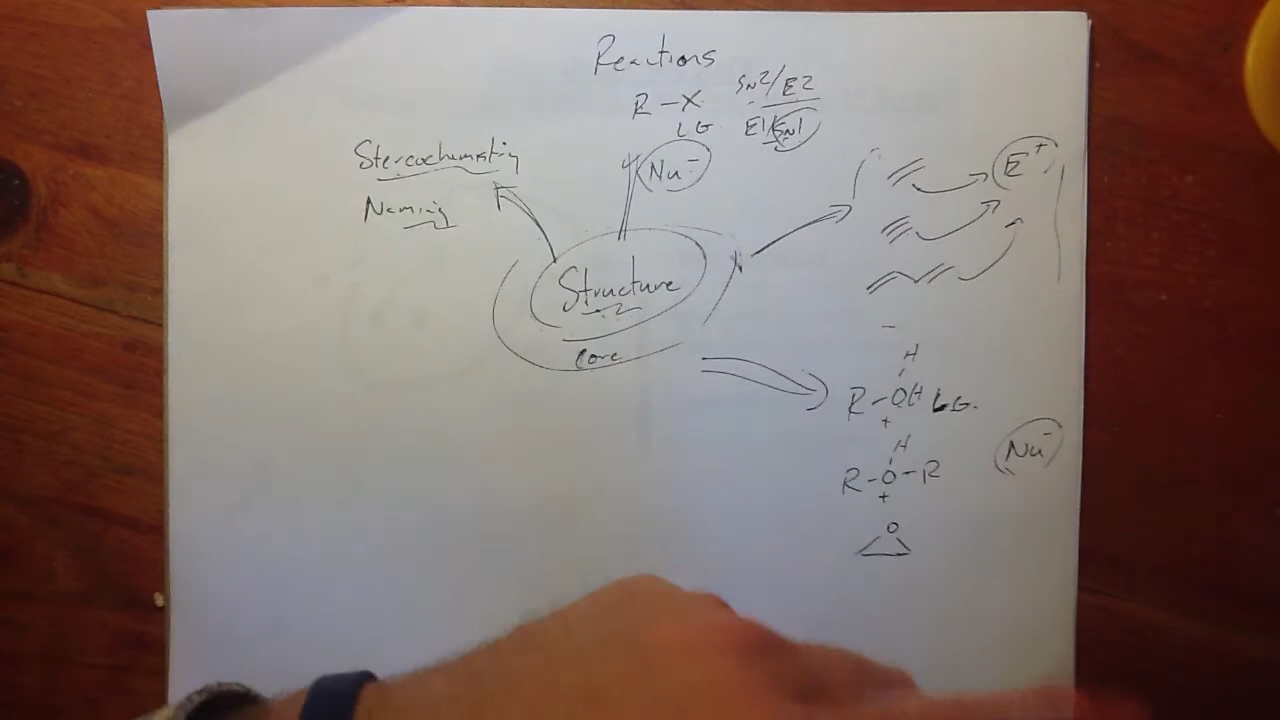 Reactions
R-X SN2/E2
LG E1/SN1
Stereochemistry
Naming
Nu⁻
E⁺
Structure
Core
H
R-OH LG.
+
H
R-O-R
+
Nu⁻
O